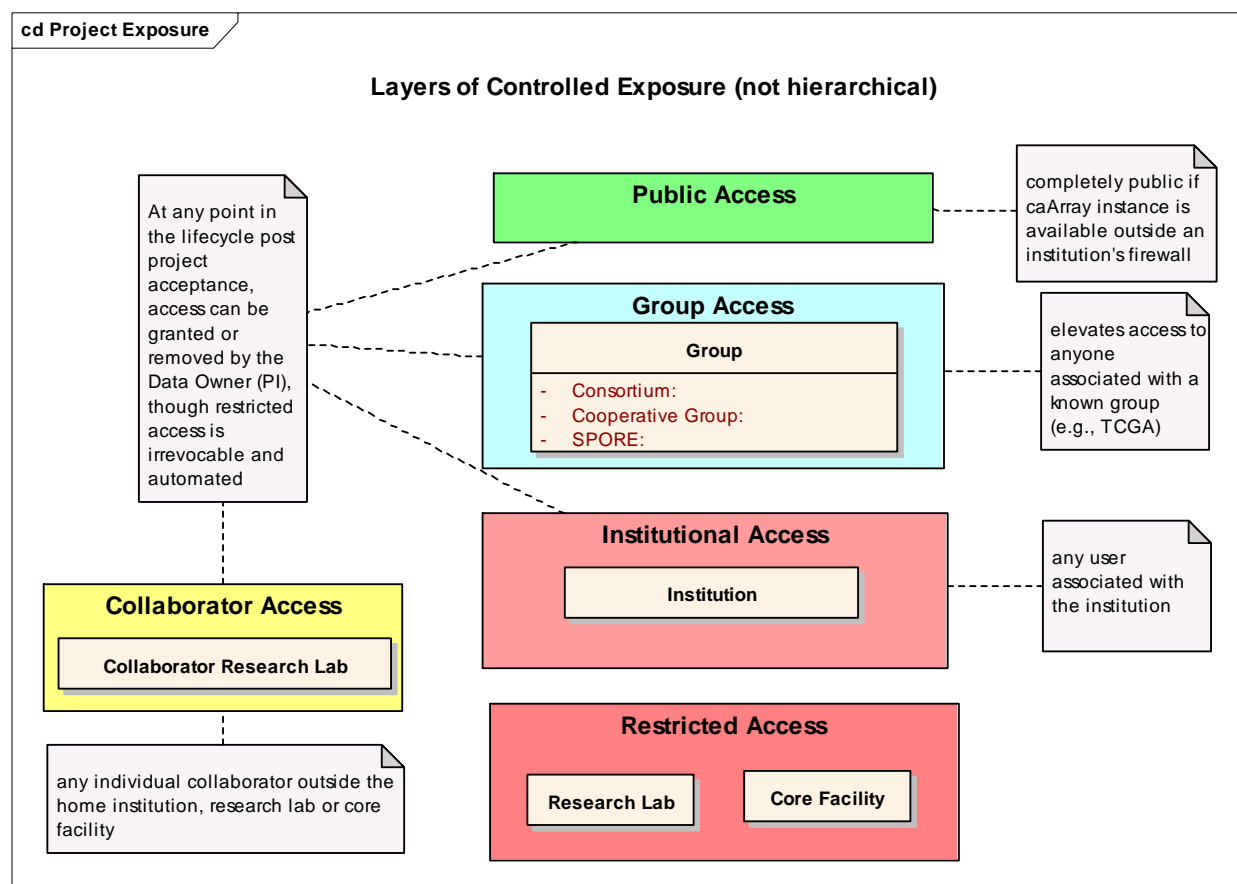 cd Project Exposure
Layers of Controlled Exposure (not hierarchical)
At any point in
the lifecycle post
project
acceptance,
access can be
granted or
removed by the
Data Owner (PI),
though restricted
access is
irrevocable and
automated
Public Access
completely public if
caArray instance is
available outside an
institution's firewall
Group Access
Group
- Consortium:
- Cooperative Group:
- SPORE:
elevates access to
anyone
associated with a
known group
(e.g., TCGA)
Institutional Access
Institution
any user
associated with
the institution
Collaborator Access
Collaborator Research Lab
any individual collaborator outside the
home institution, research lab or core
facility
Restricted Access
Research Lab
Core Facility